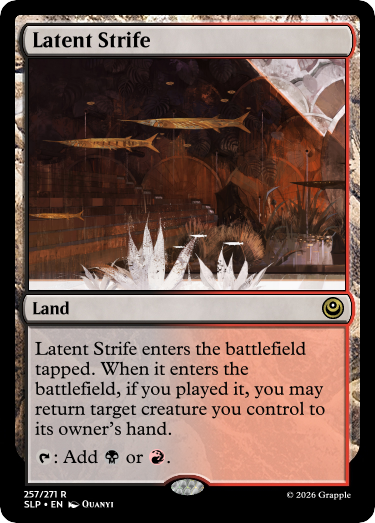 Latent Strife
Land
Latent Strife enters the battlefield
tapped. When it enters the
battlefield, if you played it, you may
return target creature you control to
its owner's hand.
: Add or .
257/271 R
SLP • EN Quanyi
© 2026 Grapple